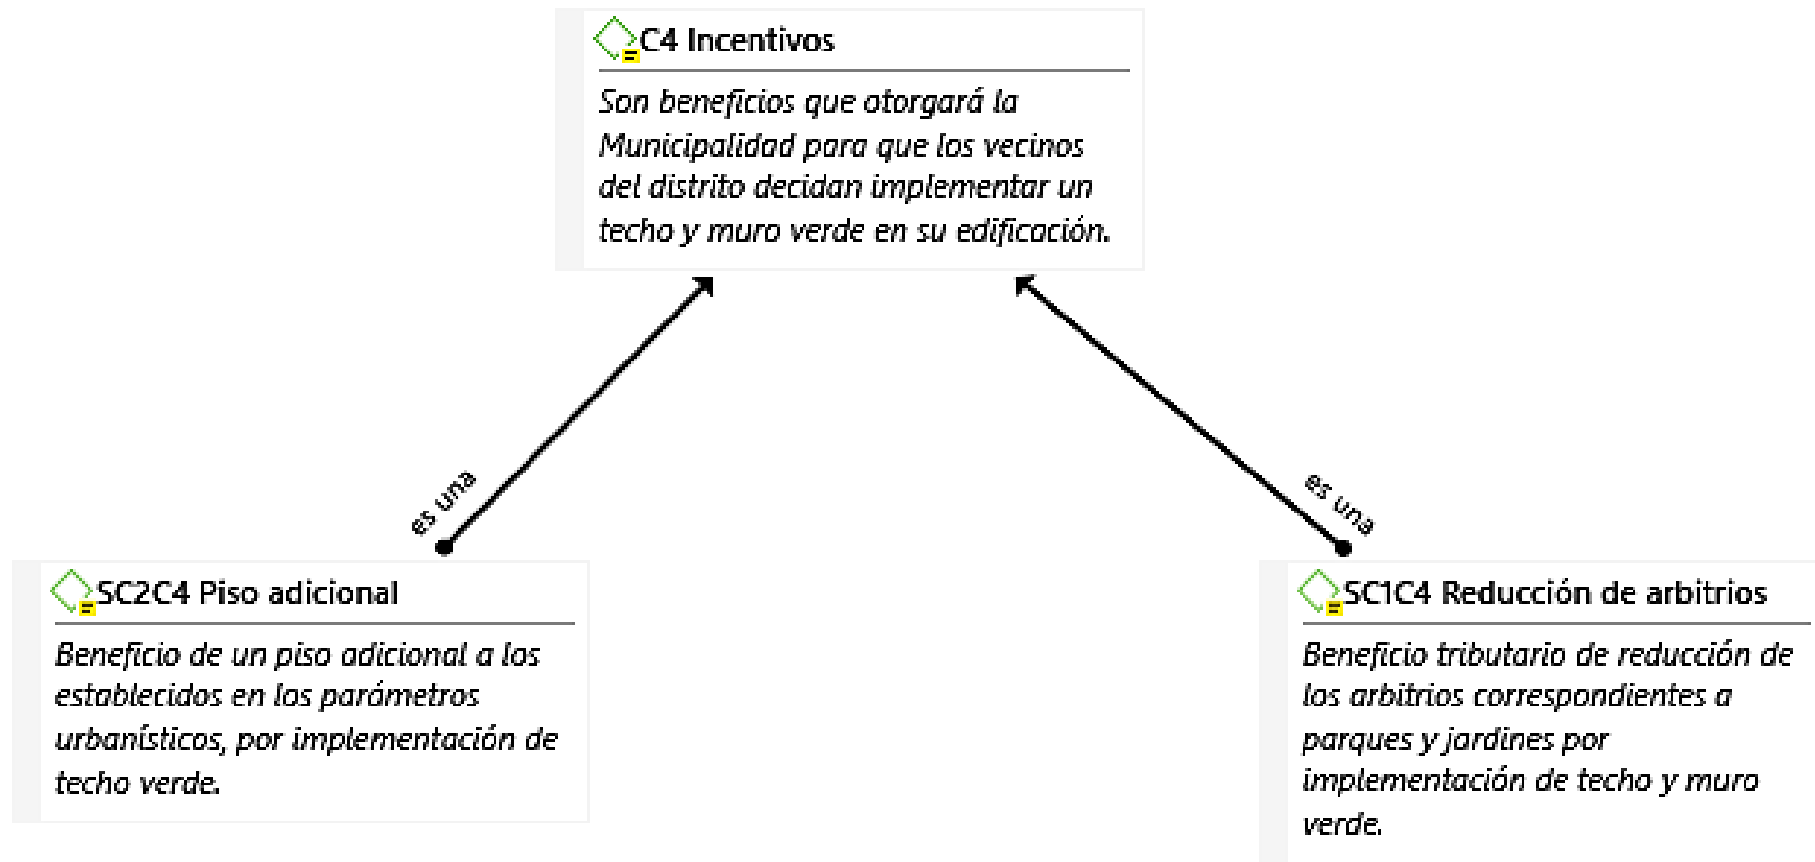 C4 Incentivos
Son beneficios que otorgará la
Municipalidad para que los vecinos
del distrito decidan implementar un
techo y muro verde en su edificación.
es una
es una
SC2C4 Piso adicional
Beneficio de un piso adicional a los
establecidos en los parámetros
urbanísticos, por implementación de
techo verde.
SC1C4 Reducción de arbitrios
Beneficio tributario de reducción de
los arbitrios correspondientes a
parques y jardines por
implementación de techo y muro
verde.